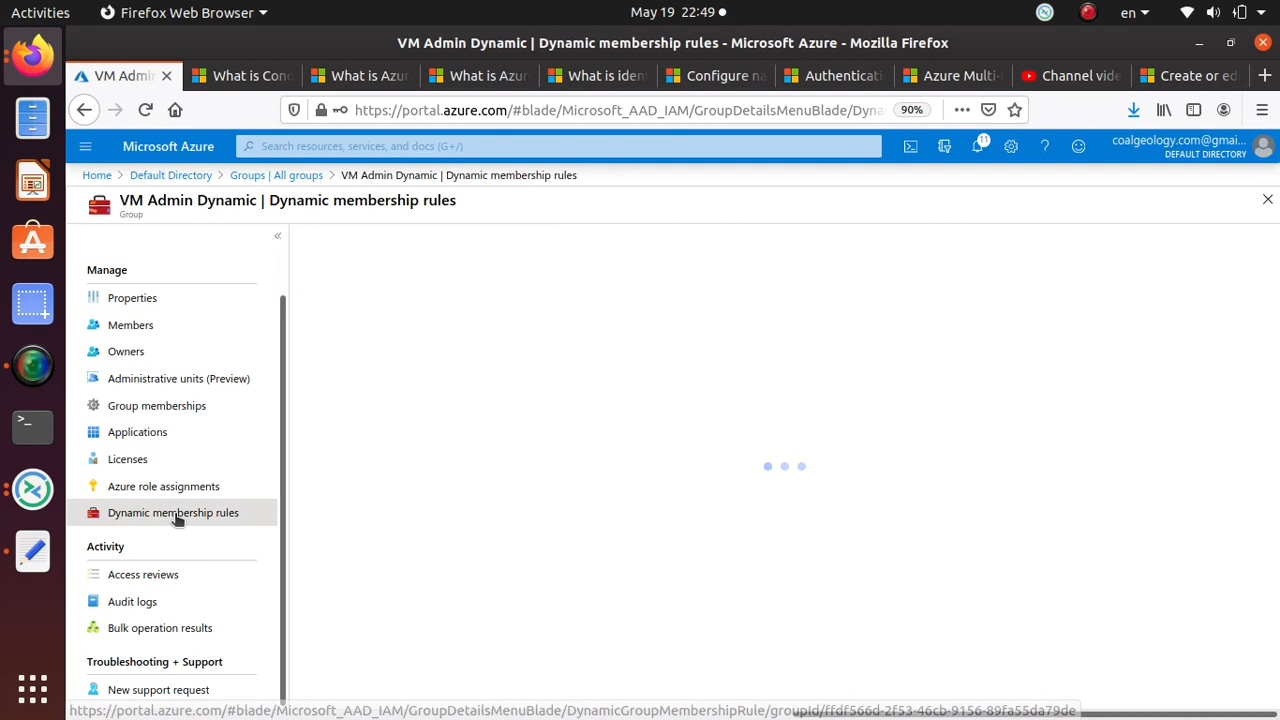 Activities
Firefox Web Browser
May 19 22:49
en
VM Admin Dynamic | Dynamic membership rules - Microsoft Azure - Mozilla Firefox
VM Admi
What is Con
What is Azu
What is Azu
What is iden
Configure na
Authenticati
Azure Multi-
Channel vide
Create or ed
https://portal.azure.com/#blade/Microsoft_AAD_IAM/GroupDetailsMenuBlade/Dyna
90%
Microsoft Azure
Search resources, services, and docs (G+/)
11
coalgeology.com@gmai...
DEFAULT DIRECTORY
Home > Default Directory > Groups | All groups > VM Admin Dynamic | Dynamic membership rules
VM Admin Dynamic | Dynamic membership rules
Group
«
Manage
Properties
Members
Owners
Administrative units (Preview)
Group memberships
Applications
Licenses
Azure role assignments
Dynamic membership rules
Activity
Access reviews
Audit logs
Bulk operation results
Troubleshooting + Support
New support request
https://portal.azure.com/#blade/Microsoft_AAD_IAM/GroupDetailsMenuBlade/DynamicGroupMembershipRule/groupId/ffdf566d-2f53-46cb-9156-89fa55da79de